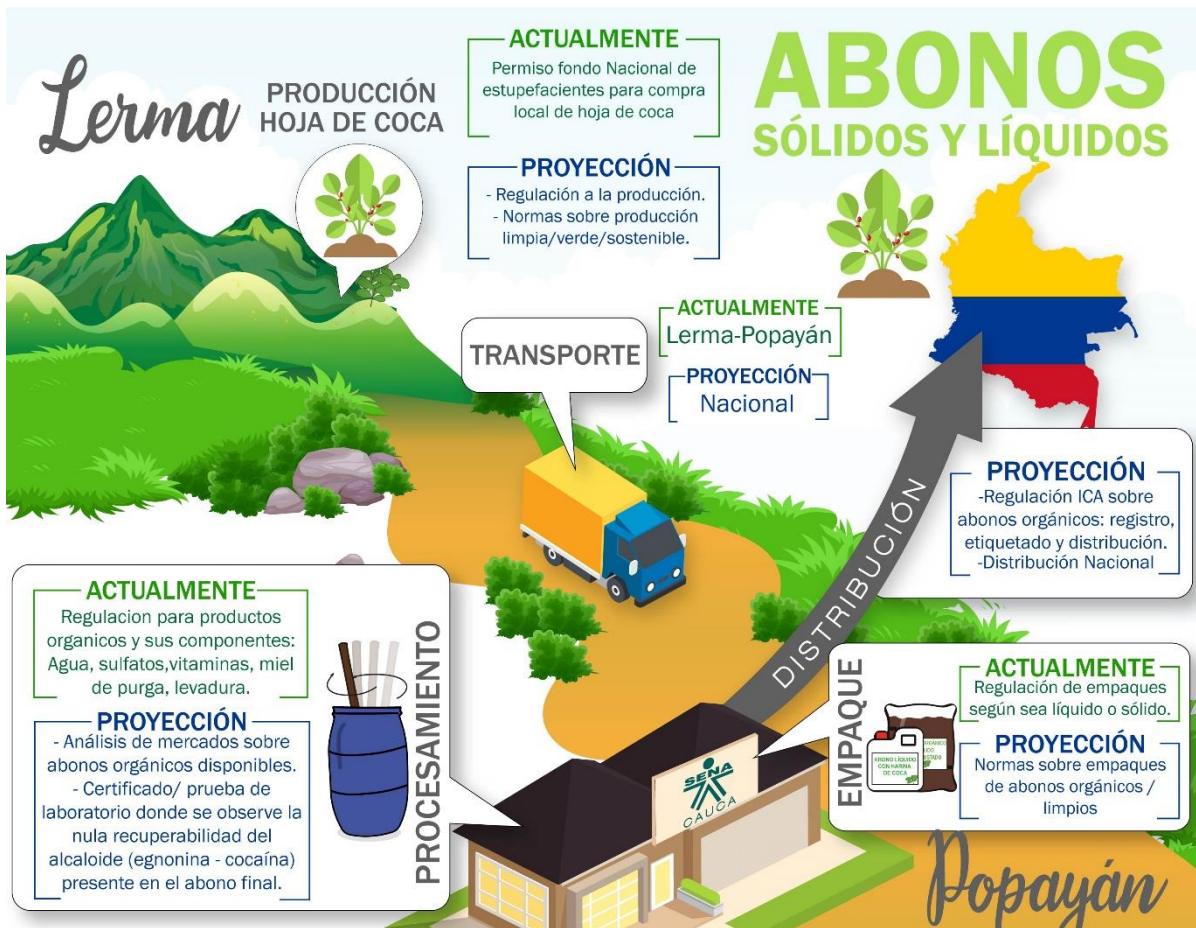 Lerma
PRODUCCIÓN
HOJA DE COCA
ACTUALMENTE
Permiso fondo Nacional de
estupefacientes para compra
local de hoja de coca
PROYECCIÓN
- Regulación a la producción.
- Normas sobre producción
limpia/verde/sostenible.
ABONOS
SÓLIDOS Y LÍQUIDOS
TRANSPORTE
ACTUALMENTE
Lerma-Popayán
PROYECCIÓN
Nacional
DISTRIBUCIÓN
PROYECCIÓN
-Regulación ICA sobre
abonos orgánicos: registro,
etiquetado y distribución.
-Distribución Nacional
ACTUALMENTE
Regulacion para productos
organicos y sus componentes:
Agua, sulfatos,vitaminas, miel
de purga, levadura.
PROYECCIÓN
- Análisis de mercados sobre
abonos orgánicos disponibles.
- Certificado/ prueba de
laboratorio donde se observe la
nula recuperabilidad del
alcaloide (egnonina - cocaína)
presente en el abono final.
PROCESAMIENTO
SENA
CAUCA
EMPAQUE
ABONO LÍQUIDO
CON HARINA
DE COCA
ACTUALMENTE
Regulación de empaques
según sea líquido o sólido.
PROYECCIÓN
Normas sobre empaques
de abonos orgánicos /
limpios
Popayán